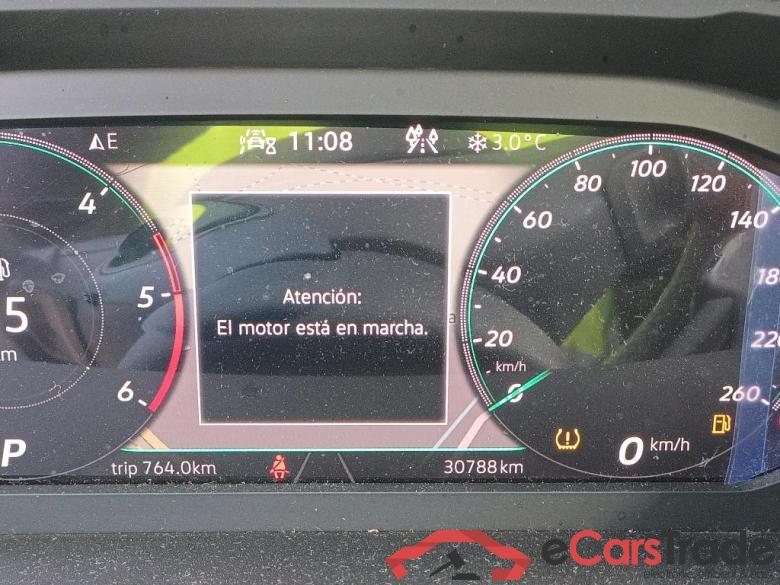 E
11:08
3.0°C
4
5
6
5
P
Atención:
El motor está en marcha.
0
20
40
60
80
100
120
140
260
km/h
0 km/h
trip 764.0km
30788 km
eCarsTrade